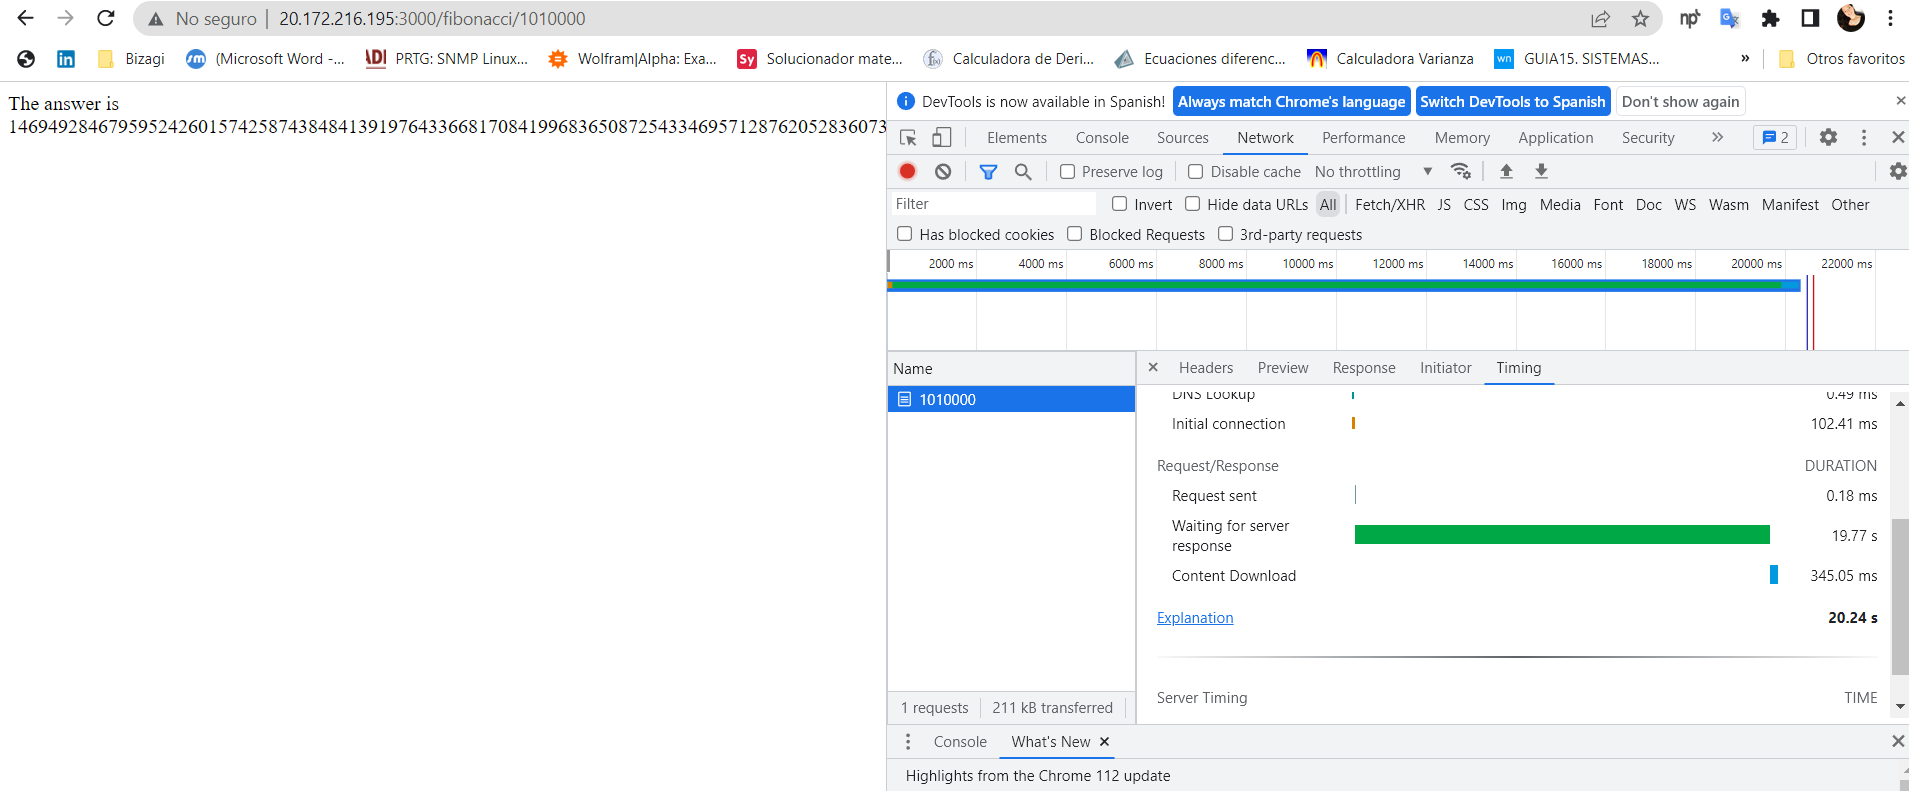 No seguro 20.172.216.195:3000/fibonacci/1010000
Bizagi (Microsoft Word -... PRTG: SNMP Linux... Wolfram|Alpha: Exa... Sy Solucionador mate... Calculadora de Deri... Ecuaciones diferenc... Calculadora Varianza wn GUIA15. SISTEMAS... » Otros favoritos
The answer is
DevTools is now available in Spanish! Always match Chrome's language Switch DevTools to Spanish Don't show again
1469492846795952426015742587438484139197643366817084199683650872543346957128762052836073
Elements Console Sources Network Performance Memory Application Security » 2
Preserve log Disable cache No throttling
Filter Invert Hide data URLs All Fetch/XHR JS CSS Img Media Font Doc WS Wasm Manifest Other
Has blocked cookies Blocked Requests 3rd-party requests
2000 ms 4000 ms 6000 ms 8000 ms 10000 ms 12000 ms 14000 ms 16000 ms 18000 ms 20000 ms 22000 ms
Name
Headers Preview Response Initiator Timing
1010000
DNS Lookup 0.49 ms
Initial connection 102.41 ms
Request/Response DURATION
Request sent 0.18 ms
Waiting for server
response 19.77 s
Content Download 345.05 ms
Explanation 20.24 s
Server Timing TIME
1 requests 211 kB transferred
Console What's New
Highlights from the Chrome 112 update